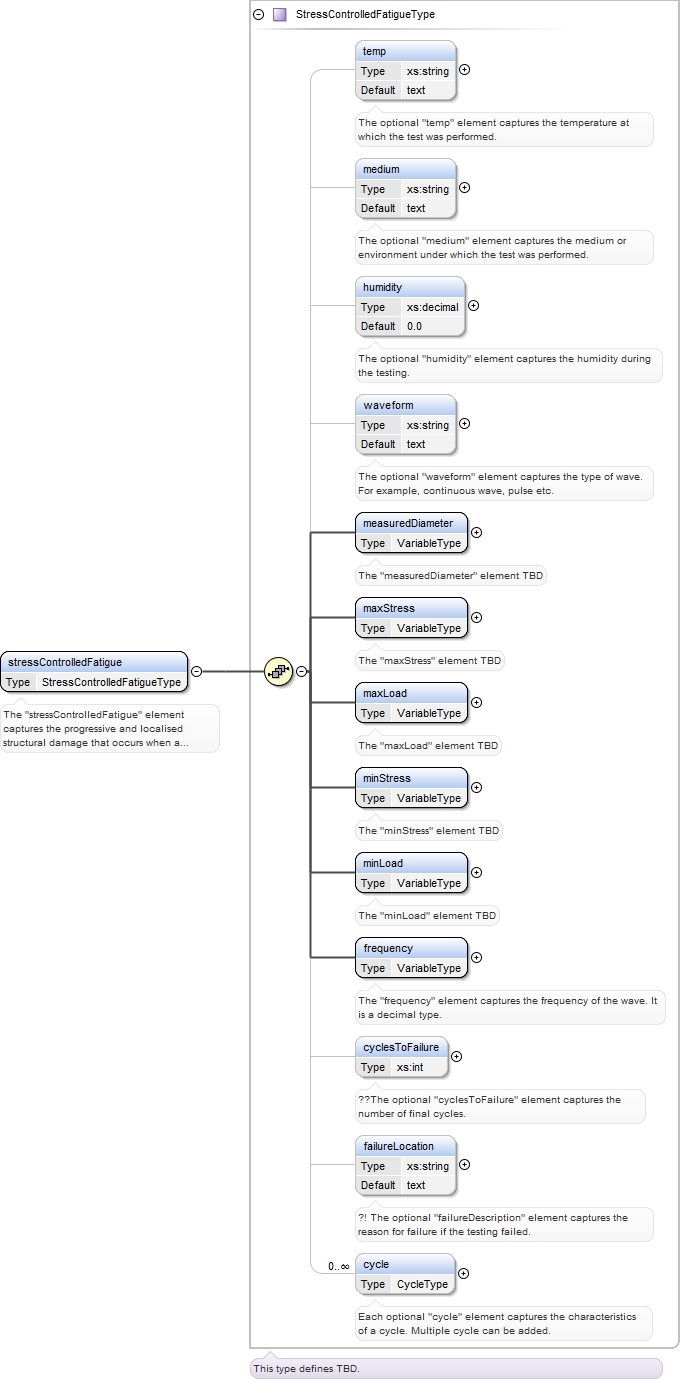 StressControlledFatigueType
temp
Type xs:string
Default text
The optional "temp" element captures the temperature at
which the test was performed.
medium
Type xs:string
Default text
The optional "medium" element captures the medium or
environment under which the test was performed.
humidity
Type xs:decimal
Default 0.0
The optional "humidity" element captures the humidity during
the testing.
waveform
Type xs:string
Default text
The optional "waveform" element captures the type of wave.
For example, continuous wave, pulse etc.
measuredDiameter
Type VariableType
The "measuredDiameter" element TBD
maxStress
Type VariableType
The "maxStress" element TBD
stressControlledFatigue
Type StressControlledFatigueType
The "stressControlledFatigue" element
captures the progressive and localised
structural damage that occurs when a...
maxLoad
Type VariableType
The "maxLoad" element TBD
minStress
Type VariableType
The "minStress" element TBD
minLoad
Type VariableType
The "minLoad" element TBD
frequency
Type VariableType
The "frequency" element captures the frequency of the wave. It
is a decimal type.
cyclesToFailure
Type xs:int
??The optional "cyclesToFailure" element captures the
number of final cycles.
failureLocation
Type xs:string
Default text
?! The optional "failureDescription" element captures the
reason for failure if the testing failed.
0..∞
cycle
Type CycleType
Each optional "cycle" element captures the characteristics
of a cycle. Multiple cycle can be added.
This type defines TBD.